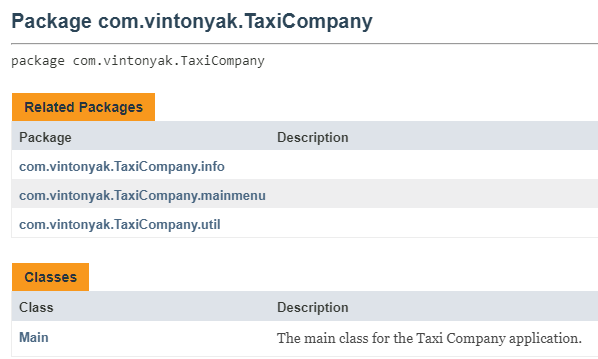 Package com.vintonyak.TaxiCompany
package com.vintonyak.TaxiCompany
Related Packages
Package Description
com.vintonyak.TaxiCompany.info
com.vintonyak.TaxiCompany.mainmenu
com.vintonyak.TaxiCompany.util
Classes
Class Description
Main The main class for the Taxi Company application.